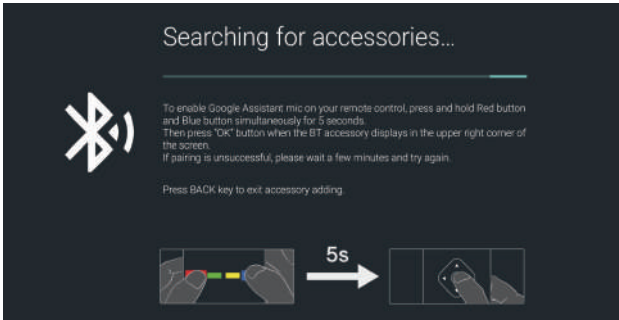 Searching for accessories...
To enable Google Assistant mic on your remote control, press and hold Red button
and Blue button simultaneously for 5 seconds.
Then press "OK" button when the BT accessory displays in the upper right corner of
the screen.
If pairing is unsuccessful, please wait a few minutes and try again.
Press BACK key to exit accessory adding.
5s